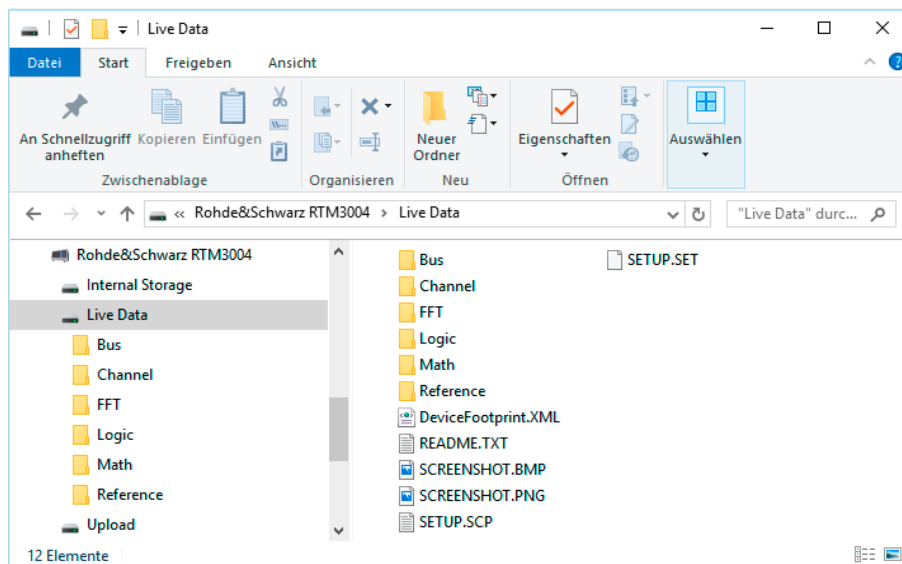 Live Data
Datei Start Freigeben Ansicht
An Schnellzugriff anheften Kopieren Einfügen
Neuer Ordner
Eigenschaften
Auswählen
Zwischenablage Organisieren Neu Öffnen
« Rohde&Schwarz RTM3004 > Live Data
"Live Data" durc...
Rohde&Schwarz RTM3004
Internal Storage
Live Data
Bus
Channel
FFT
Logic
Math
Reference
Upload
Bus
Channel
FFT
Logic
Math
Reference
DeviceFootprint.XML
README.TXT
SCREENSHOT.BMP
SCREENSHOT.PNG
SETUP.SCP
SETUP.SET
12 Elemente